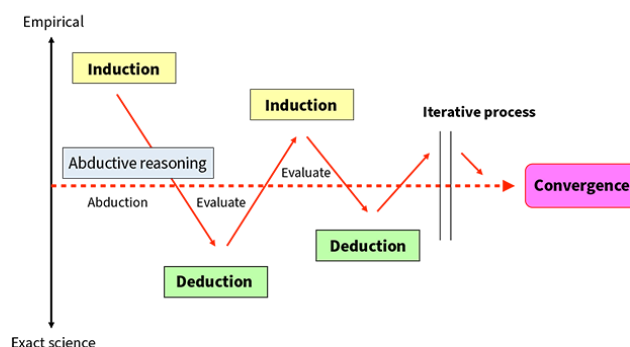 Empirical
Induction
Induction
Iterative process
Abductive reasoning
Evaluate
Convergence
Abduction
Evaluate
Deduction
Deduction
Exact science